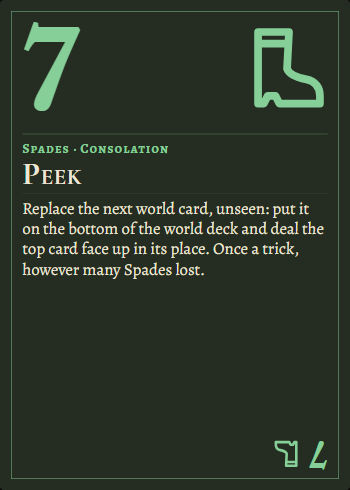 7
Spades · Consolation
Peek
Replace the next world card, unseen: put it
on the bottom of the world deck and deal the
top card face up in its place. Once a trick,
however many Spades lost.
7